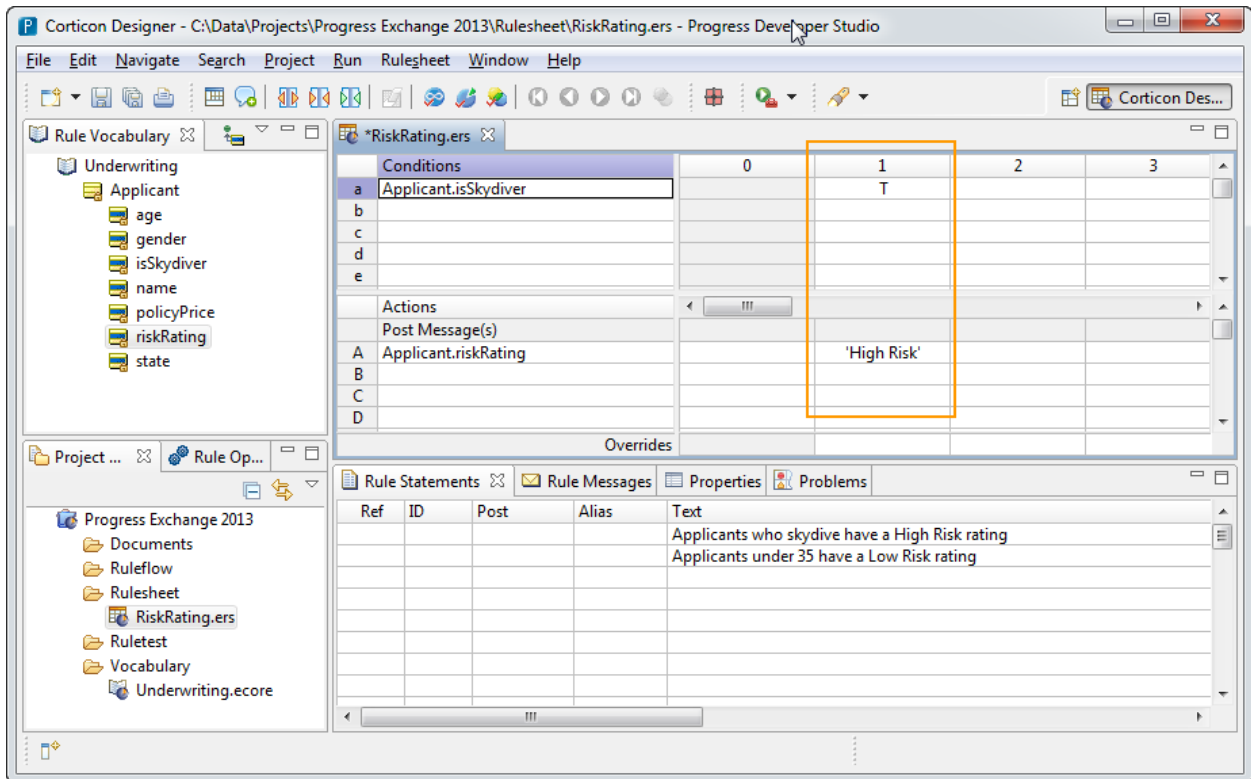 Corticon Designer - C:\Data\Projects\Progress Exchange 2013\Rulesheet\RiskRating.ers - Progress Developer Studio
File Edit Navigate Search Project Run Rulesheet Window Help
Corticon Des...
Rule Vocabulary
Underwriting
Applicant
age
gender
isSkydiver
name
policyPrice
riskRating
state
*RiskRating.ers
Conditions 0 1 2 3
a Applicant.isSkydiver T
b
c
d
e
Actions
Post Message(s)
A Applicant.riskRating 'High Risk'
B
C
D
Overrides
Project ... Rule Op...
Progress Exchange 2013
Documents
Ruleflow
Rulesheet
RiskRating.ers
Ruletest
Vocabulary
Underwriting.ecore
Rule Statements Rule Messages Properties Problems
Ref ID Post Alias Text
Applicants who skydive have a High Risk rating
Applicants under 35 have a Low Risk rating